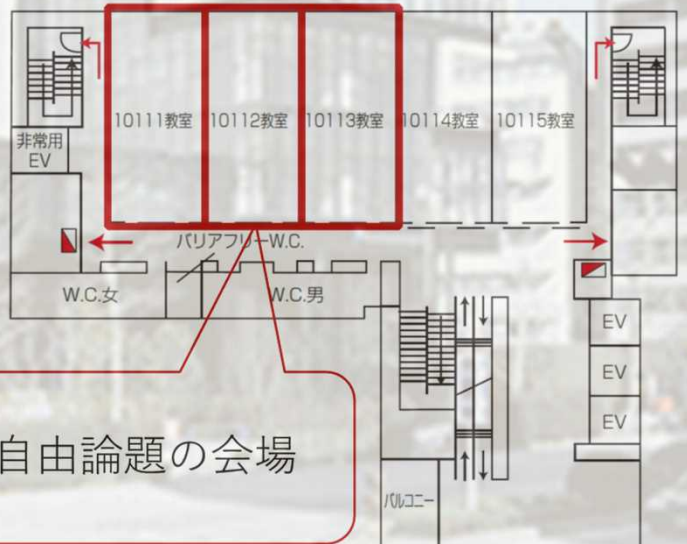 10111教室
10112教室
10113教室
10114教室
10115教室
非常用
EV
バリアフリーW.C.
W.C.女
W.C.男
EV
EV
EV
自由論題の会場
バルコニー